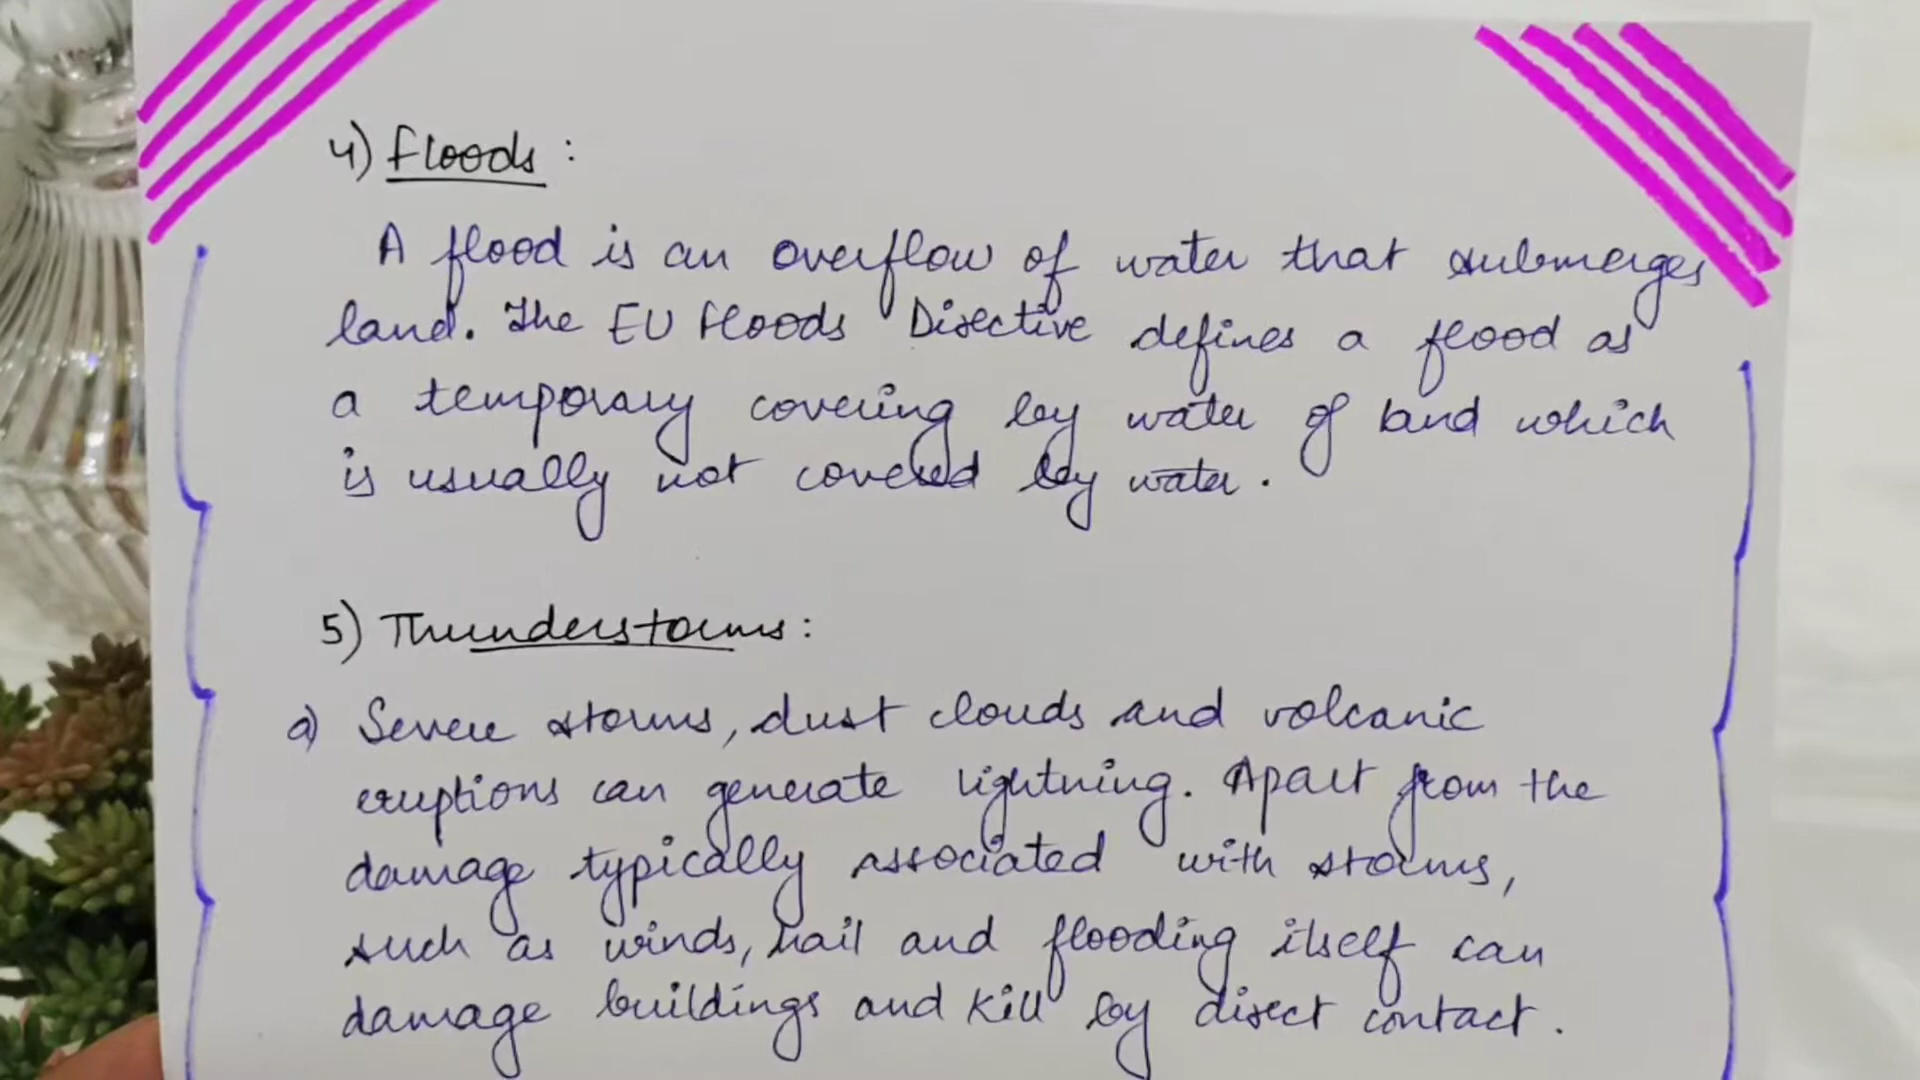 4) Floods :
A flood is an overflow of water that submerges
land. The EU Floods Directive defines a flood as
a temporary covering by water of land which
is usually not covered by water.
5) Thunderstorms :
a) Severe storms, dust clouds and volcanic
eruptions can generate lightning. Apart from the
damage typically associated with storms,
such as winds, hail and flooding itself can
damage buildings and kill by direct contact.